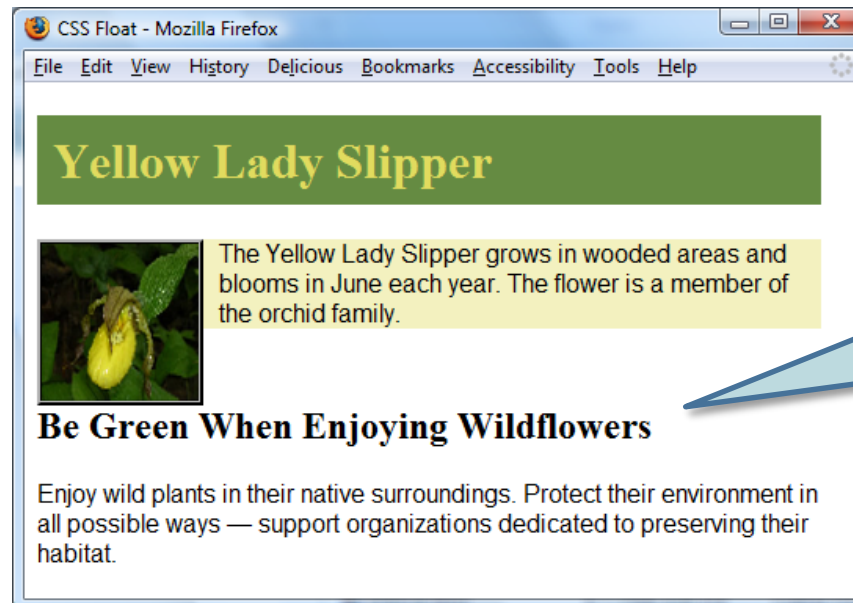 CSS Float - Mozilla Firefox
File Edit View History Delicious Bookmarks Accessibility Tools Help
Yellow Lady Slipper
The Yellow Lady Slipper grows in wooded areas and
blooms in June each year. The flower is a member of
the orchid family.
Be Green When Enjoying Wildflowers
Enjoy wild plants in their native surroundings. Protect their environment in
all possible ways — support organizations dedicated to preserving their
habitat.